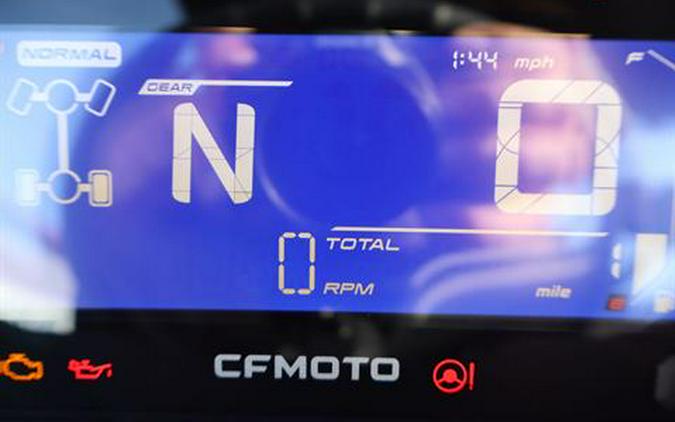 NORMAL
1:44 mph
F
GEAR
N
0
0 TOTAL
RPM
mile
CFMOTO